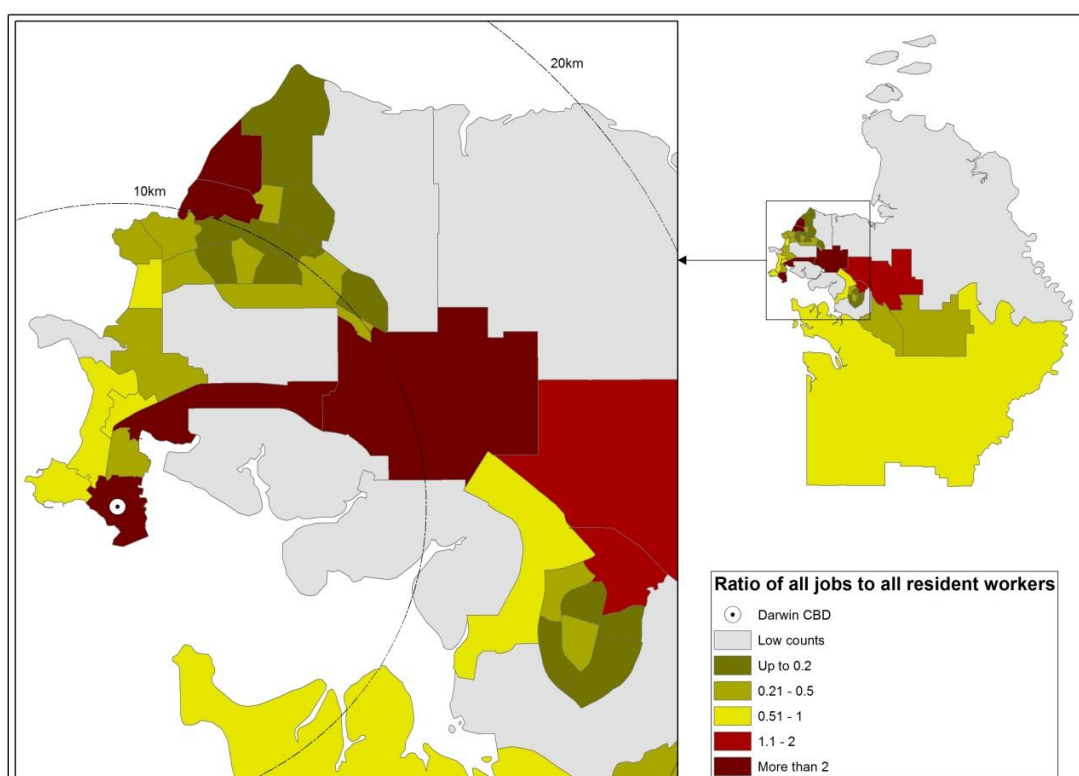 20km
10km
Ratio of all jobs to all resident workers
Darwin CBD
Low counts
Up to 0.2
0.21 - 0.5
0.51 - 1
1.1 - 2
More than 2